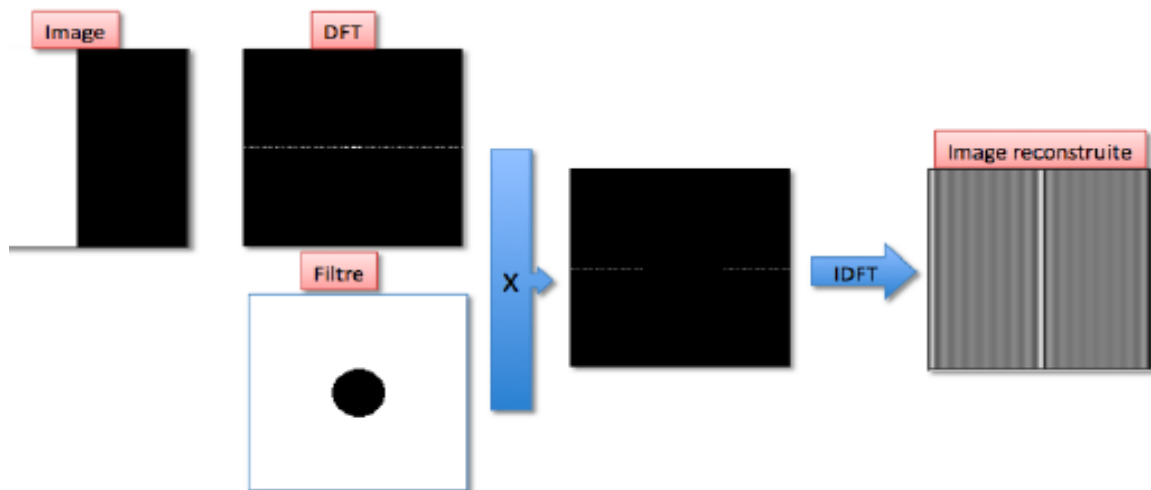 Image
DFT
Filtre
X
IDFT
Image reconstruite